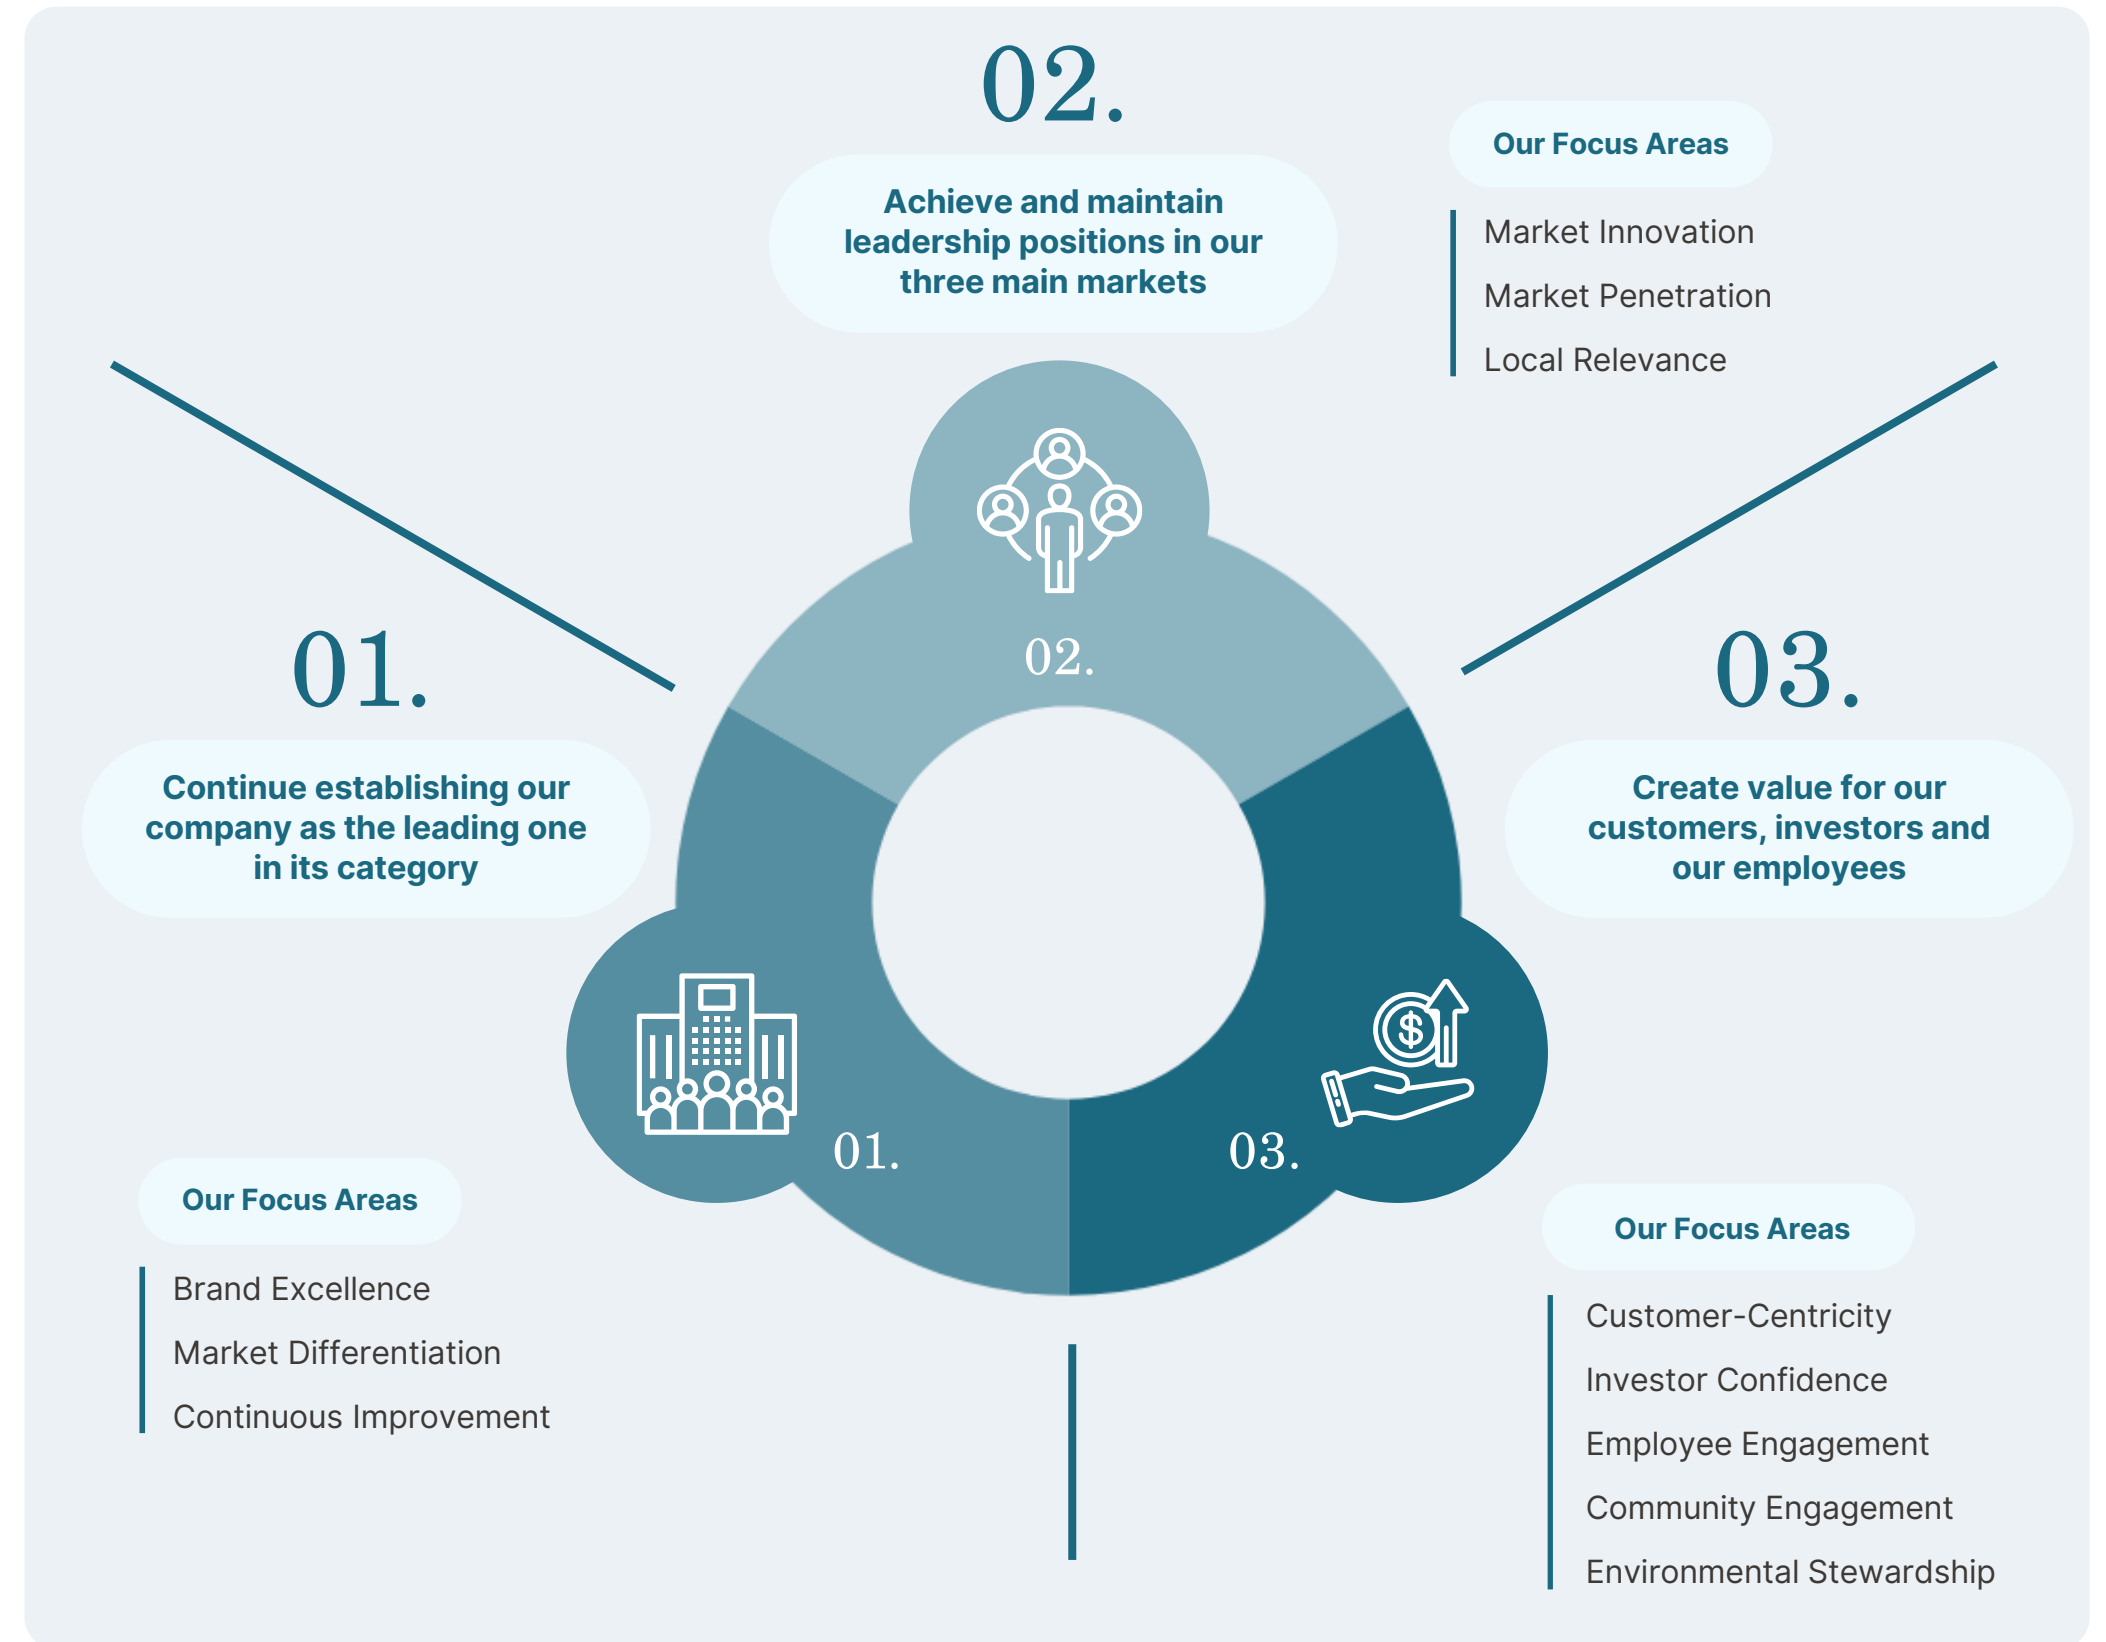 02.
Achieve and maintain
leadership positions in our
three main markets
Our Focus Areas
Market Innovation
Market Penetration
Local Relevance
01.
Continue establishing our
company as the leading one
in its category
03.
Create value for our
customers, investors and
our employees
02.
$
01.
03.
Our Focus Areas
Brand Excellence
Market Differentiation
Continuous Improvement
Our Focus Areas
Customer-Centricity
Investor Confidence
Employee Engagement
Community Engagement
Environmental Stewardship